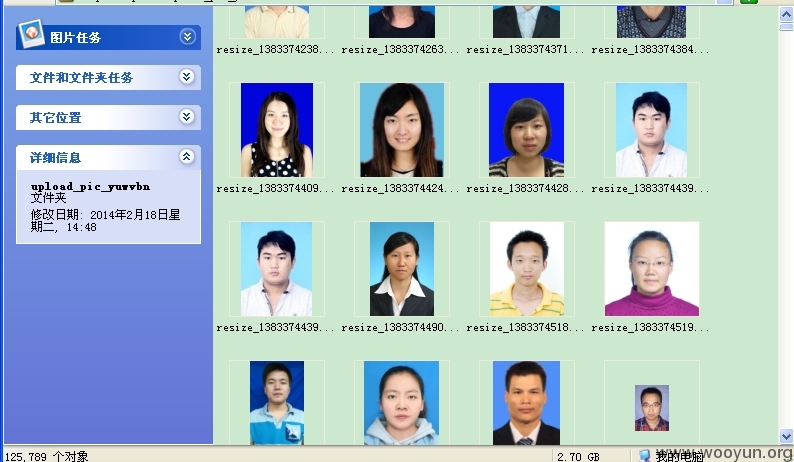 图片任务
文件和文件夹任务
其它位置
详细信息
upload_pic_yuwvbn
文件夹
修改日期: 2014年2月18日星
期二, 14:48
resize_1383374238... resize_1383374263... resize_1383374371... resize_1383374384...
resize_1383374409... resize_1383374424... resize_1383374428... resize_1383374439...
resize_1383374439... resize_1383374490... resize_1383374518... resize_1383374519...
125,789 个对象 2.70 GB 我的电脑
www.wooyun.org